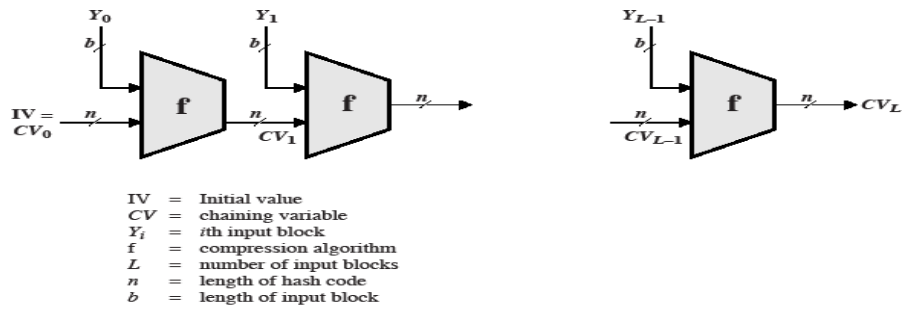 Y0 Y1 YL–1
b b b
f f f
IV = CV0 n n CV1 n n CVL–1 n CVL
IV = Initial value
CV = chaining variable
Yi = ith input block
f = compression algorithm
L = number of input blocks
n = length of hash code
b = length of input block